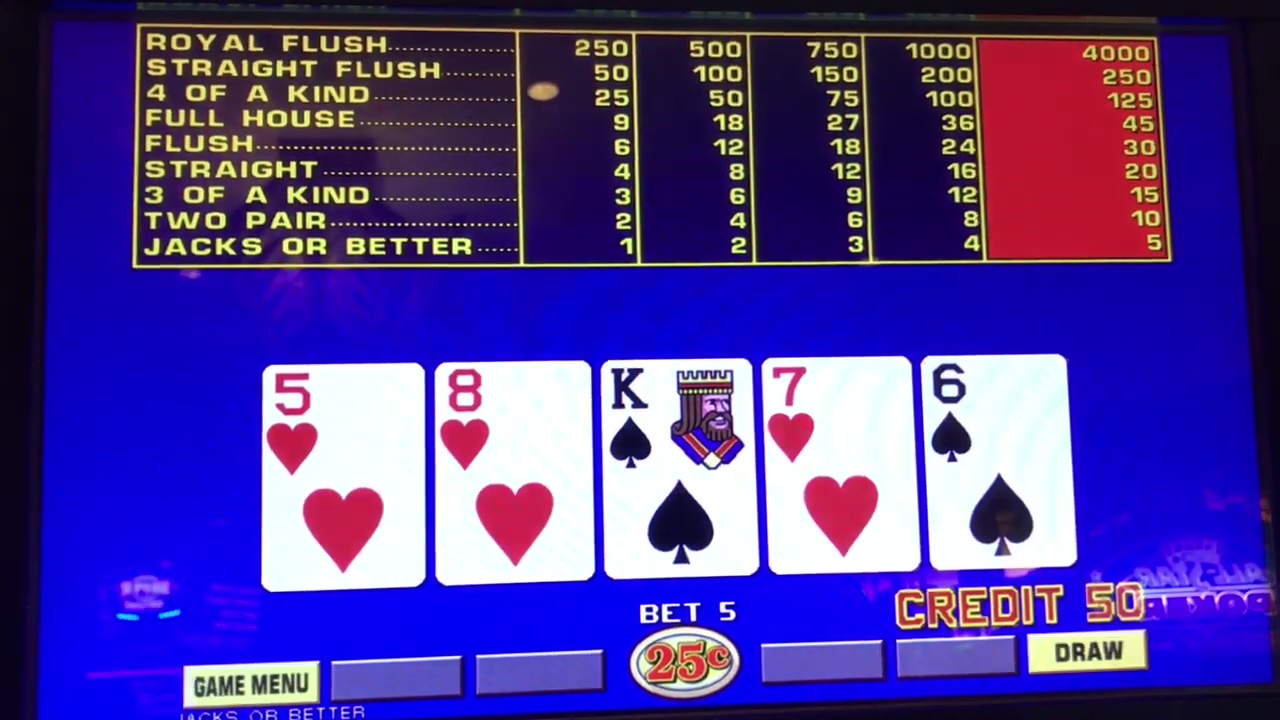 ROYAL FLUSH 250 500 750 1000 4000
STRAIGHT FLUSH 50 100 150 200 250
4 OF A KIND 25 50 75 100 125
FULL HOUSE 9 18 27 36 45
FLUSH 6 12 18 24 30
STRAIGHT 4 8 12 16 20
3 OF A KIND 3 6 9 12 15
TWO PAIR 2 4 6 8 10
JACKS OR BETTER 1 2 3 4 5
5 8 K 7 6
BET 5
CREDIT 50
GAME MENU 25¢ DRAW
JACKS OR BETTER